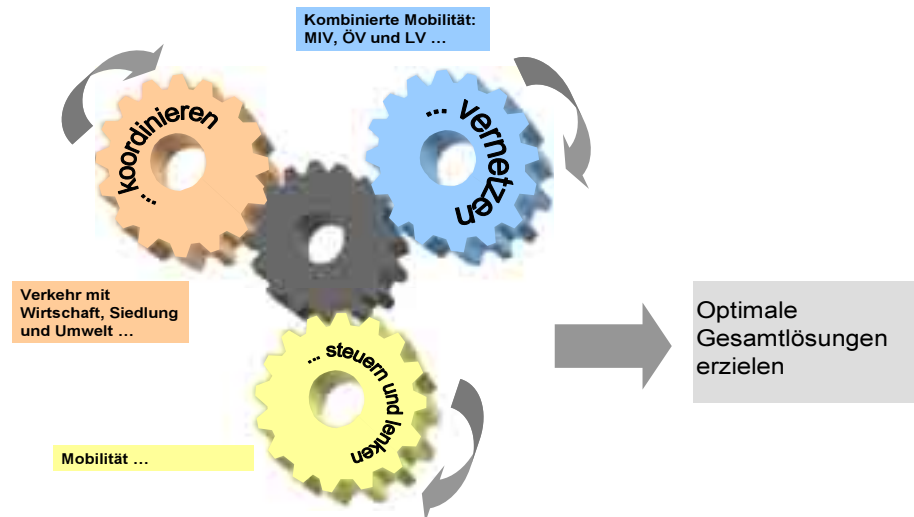 Kombinierte Mobilität:
MIV, ÖV und LV …
... koordinieren
... vernetzen
Verkehr mit
Wirtschaft, Siedlung
und Umwelt …
Optimale
Gesamtlösungen
erzielen
... steuern und lenken
Mobilität …